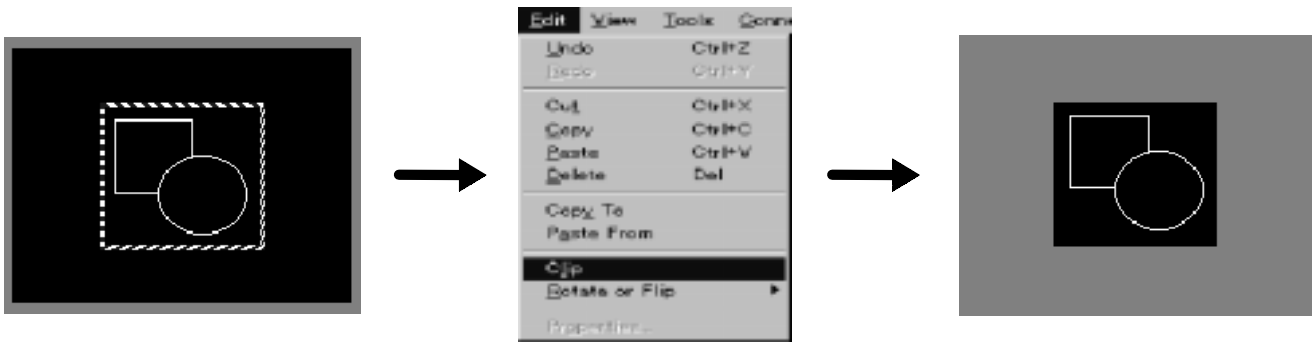 Edit View Tools Conne
Undo Ctrl+Z
Redo Ctrl+Y
Cut Ctrl+X
Copy Ctrl+C
Paste Ctrl+V
Delete Del
Copy To
Paste From
Clip
Rotate or Flip
Properties...